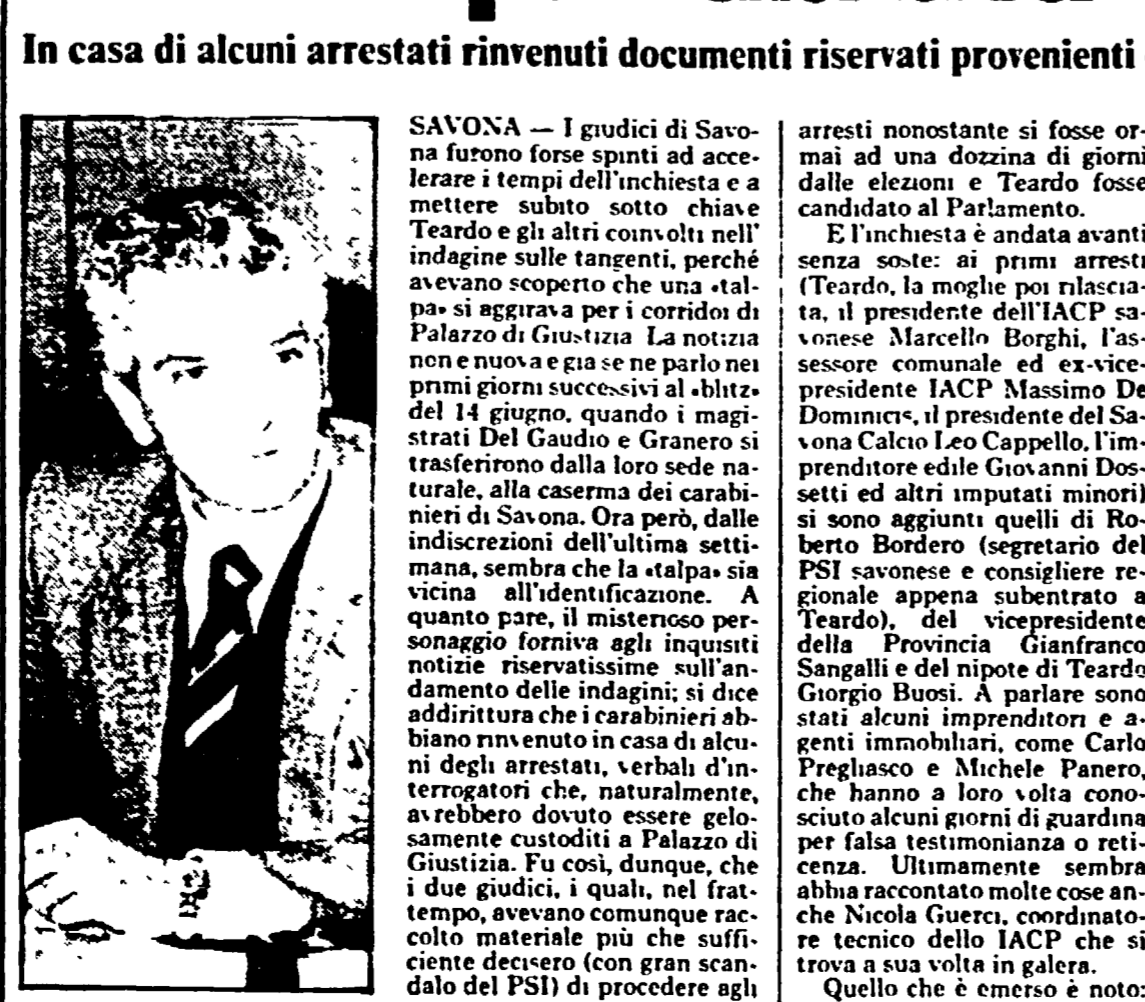 In casa di alcuni arrestati rinvenuti documenti riservati provenienti
SAVONA — I giudici di Savo-
na furono forse spinti ad acce-
lerare i tempi dell'inchiesta e a
mettere subito sotto chiave
Teardo e gli altri coinvolti nell'
indagine sulle tangenti, perché
avevano scoperto che una «tal-
pa» si aggirava per i corridoi di
Palazzo di Giustizia La notizia
non e nuova e gia se ne parlo nei
primi giorni successivi al «blitz»
del 14 giugno, quando i magi-
strati Del Gaudio e Granero si
trasferirono dalla loro sede na-
turale, alla caserma dei carabi-
nieri di Savona. Ora però, dalle
indiscrezioni dell'ultima setti-
mana, sembra che la «talpa» sia
vicina all'identificazione. A
quanto pare, il misterioso per-
sonaggio forniva agli inquisiti
notizie riservatissime sull'an-
damento delle indagini; si dice
addirittura che i carabinieri ab-
biano rinvenuto in casa di alcu-
ni degli arrestati, verbali d'in-
terrogatori che, naturalmente,
avrebbero dovuto essere gelo-
samente custoditi a Palazzo di
Giustizia. Fu così, dunque, che
i due giudici, i quali, nel frat-
tempo, avevano comunque rac-
colto materiale più che suffi-
ciente decisero (con gran scan-
dalo del PSI) di procedere agli
arresti nonostante si fosse or-
mai ad una dozzina di giorni
dalle elezioni e Teardo fosse
candidato al Parlamento.
E l'inchiesta è andata avanti
senza soste: ai primi arresti
(Teardo, la moglie poi rilascia-
ta, il presidente dell'IACP sa-
vonese Marcello Borghi, l'as-
sessore comunale ed ex-vice-
presidente IACP Massimo De
Dominicis, il presidente del Sa-
vona Calcio Leo Cappello, l'im-
prenditore edile Giovanni Dos-
setti ed altri imputati minori)
si sono aggiunti quelli di Ro-
berto Bordero (segretario del
PSI savonese e consigliere re-
gionale appena subentrato a
Teardo), del vicepresidente
della Provincia Gianfranco
Sangalli e del nipote di Teardo
Giorgio Buosi. A parlare sono
stati alcuni imprenditori e a-
genti immobiliari, come Carlo
Pregliasco e Michele Panero,
che hanno a loro volta cono-
sciuto alcuni giorni di guardina
per falsa testimonianza o reti-
cenza. Ultimamente sembra
abbia raccontato molte cose an-
che Nicola Guerci, coordinato-
re tecnico dello IACP che si
trova a sua volta in galera.
Quello che è emerso è noto: